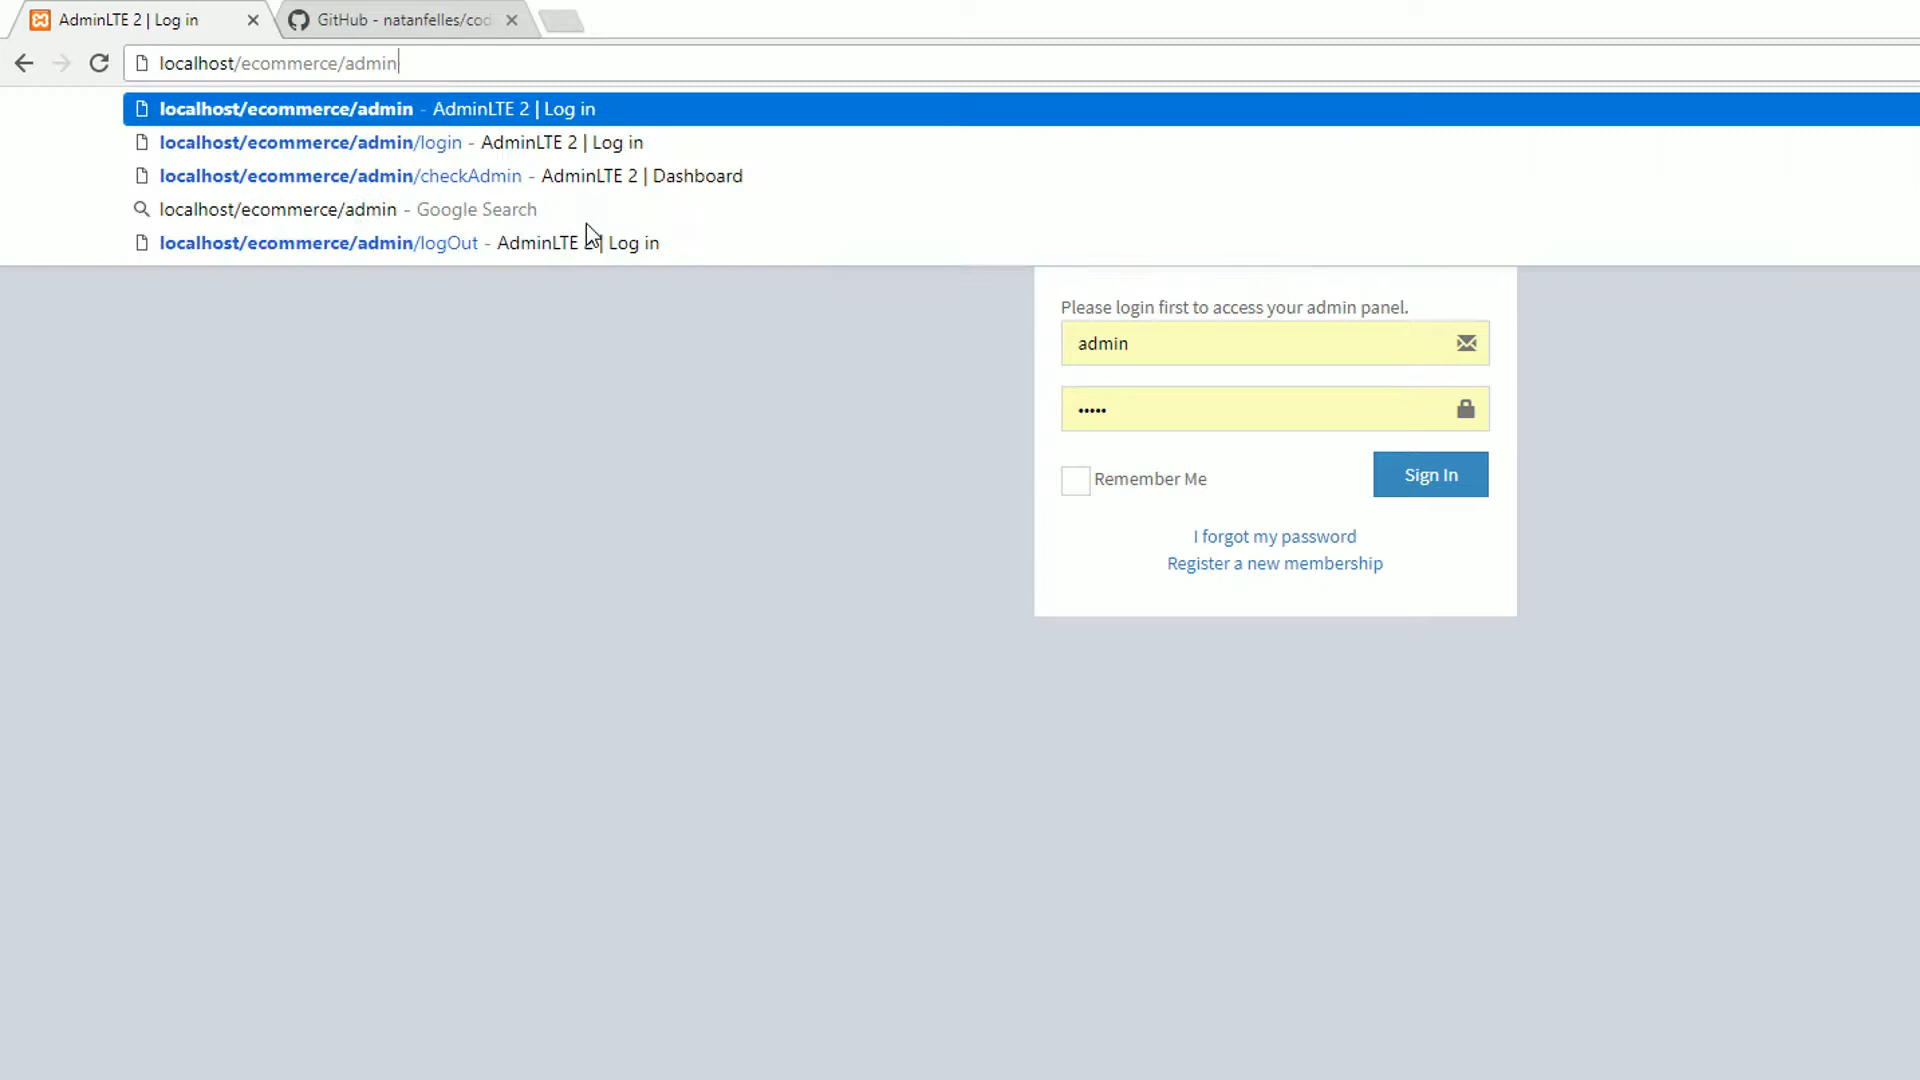 AdminLTE 2 | Log in
GitHub - natanfelles/cod
localhost/ecommerce/admin
localhost/ecommerce/admin - AdminLTE 2 | Log in
localhost/ecommerce/admin/login - AdminLTE 2 | Log in
localhost/ecommerce/admin/checkAdmin - AdminLTE 2 | Dashboard
localhost/ecommerce/admin - Google Search
localhost/ecommerce/admin/logOut - AdminLTE 2 | Log in
Please login first to access your admin panel.
admin
•••••
Remember Me
Sign In
I forgot my password
Register a new membership